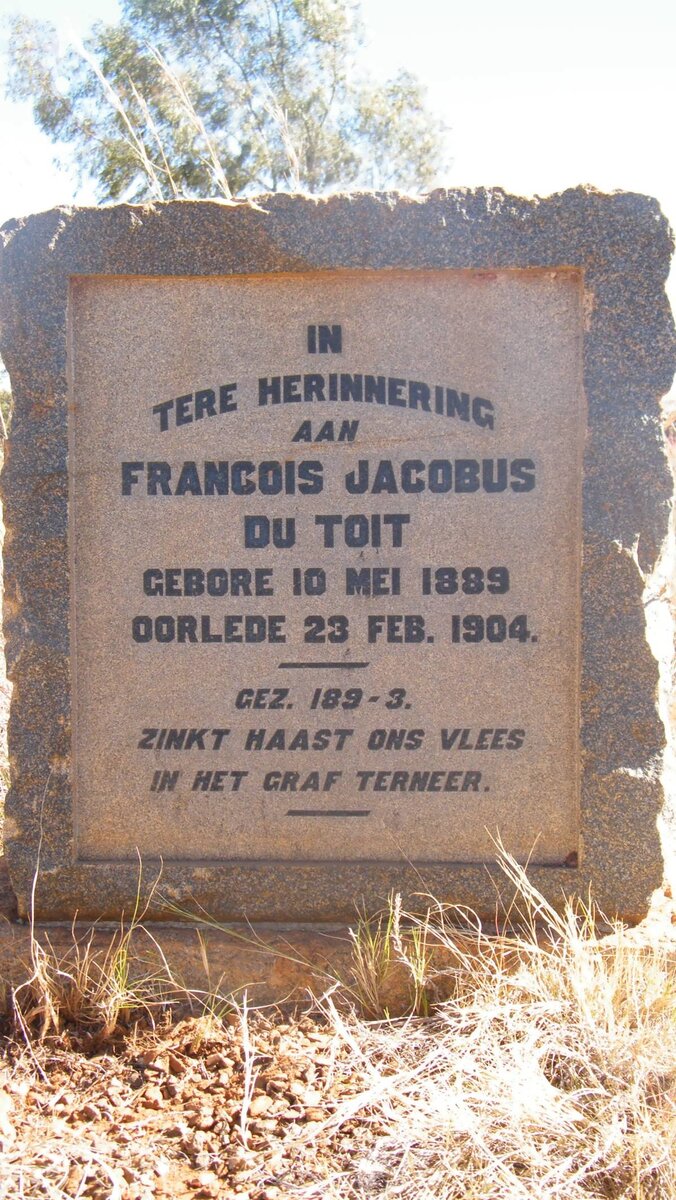 IN
TERE HERINNERING
AAN
FRANCOIS JACOBUS
DU TOIT
GEBORE 10 MEI 1889
OORLEDE 23 FEB. 1904.
GEZ. 189-3.
ZINKT HAAST ONS VLEES
IN HET GRAF TERNEER.